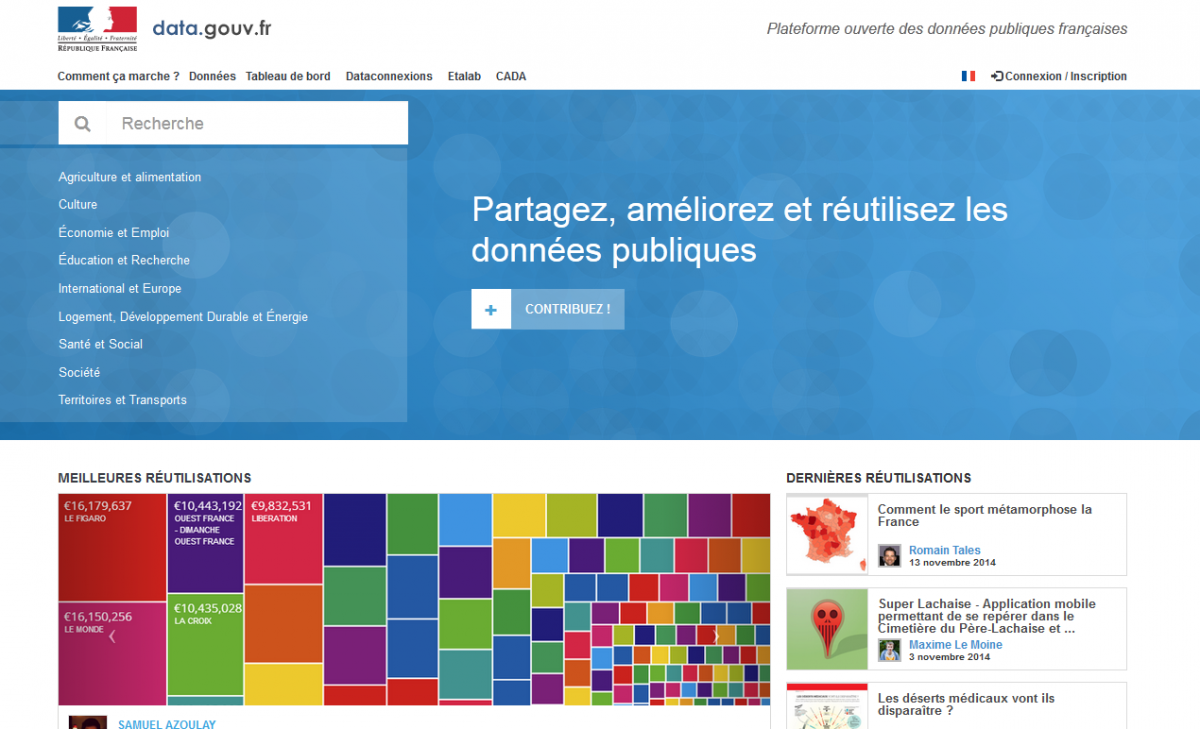 Liberté • Égalité • Fraternité
RÉPUBLIQUE FRANÇAISE
data.gouv.fr
Plateforme ouverte des données publiques françaises
Comment ça marche ? Données Tableau de bord Dataconnexions Etalab CADA
Connexion / Inscription
Recherche
Agriculture et alimentation
Culture
Économie et Emploi
Éducation et Recherche
International et Europe
Logement, Développement Durable et Énergie
Santé et Social
Société
Territoires et Transports
Partagez, améliorez et réutilisez les
données publiques
+ CONTRIBUEZ !
MEILLEURES RÉUTILISATIONS
€16,179,637
LE FIGARO
€10,443,192
OUEST FRANCE
- DIMANCHE
OUEST FRANCE
€9,832,531
LIBERATION
€16,150,256
LE MONDE
€10,435,028
LA CROIX
SAMUEL AZOULAY
DERNIÈRES RÉUTILISATIONS
Comment le sport métamorphose la
France
Romain Tales
13 novembre 2014
Super Lachaise - Application mobile
permettant de se repérer dans le
Cimetière du Père-Lachaise et ...
Maxime Le Moine
3 novembre 2014
Les déserts médicaux vont ils
disparaître ?